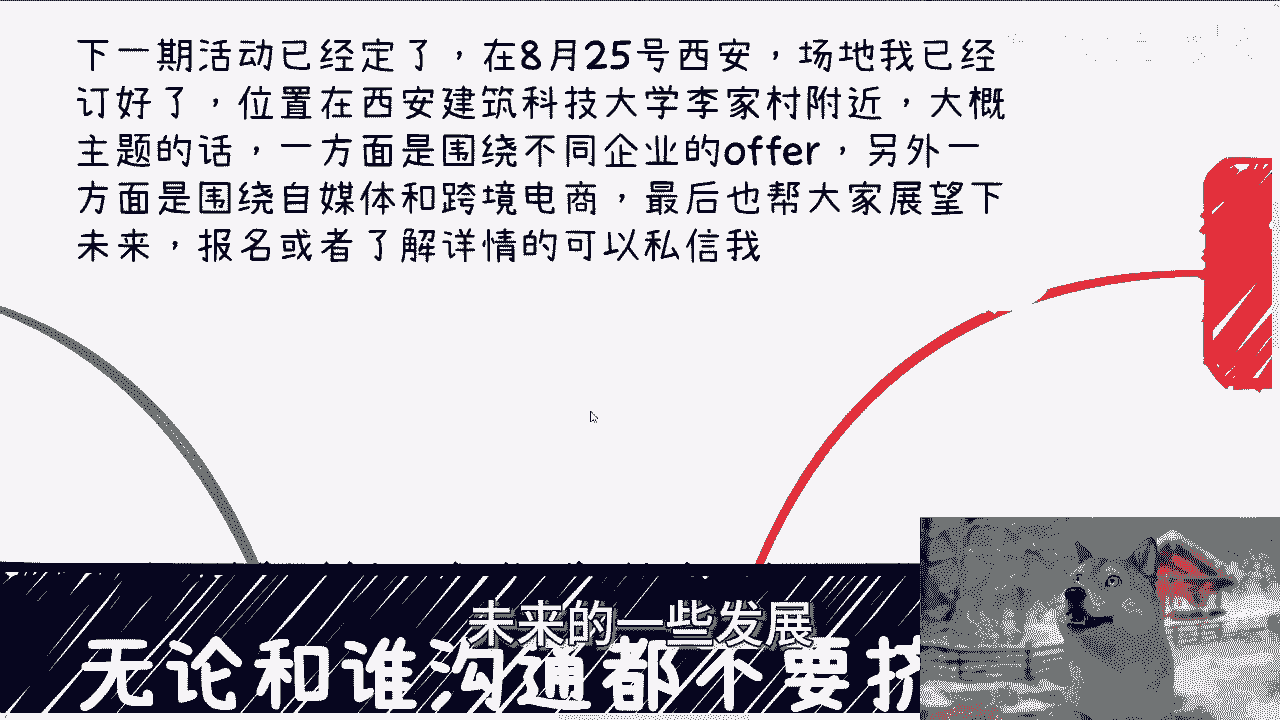 下一期活动已经定了，在8月25号西安，场地我已经
订好了，位置在西安建筑科技大学李家村附近，大概
主题的话，一方面是围绕不同企业的offer，另外一
方面是围绕自媒体和跨境电商，最后也帮大家展望下
未来，报名或者了解详情的可以私信我
未来的一些发展
无论和谁沟通都不要